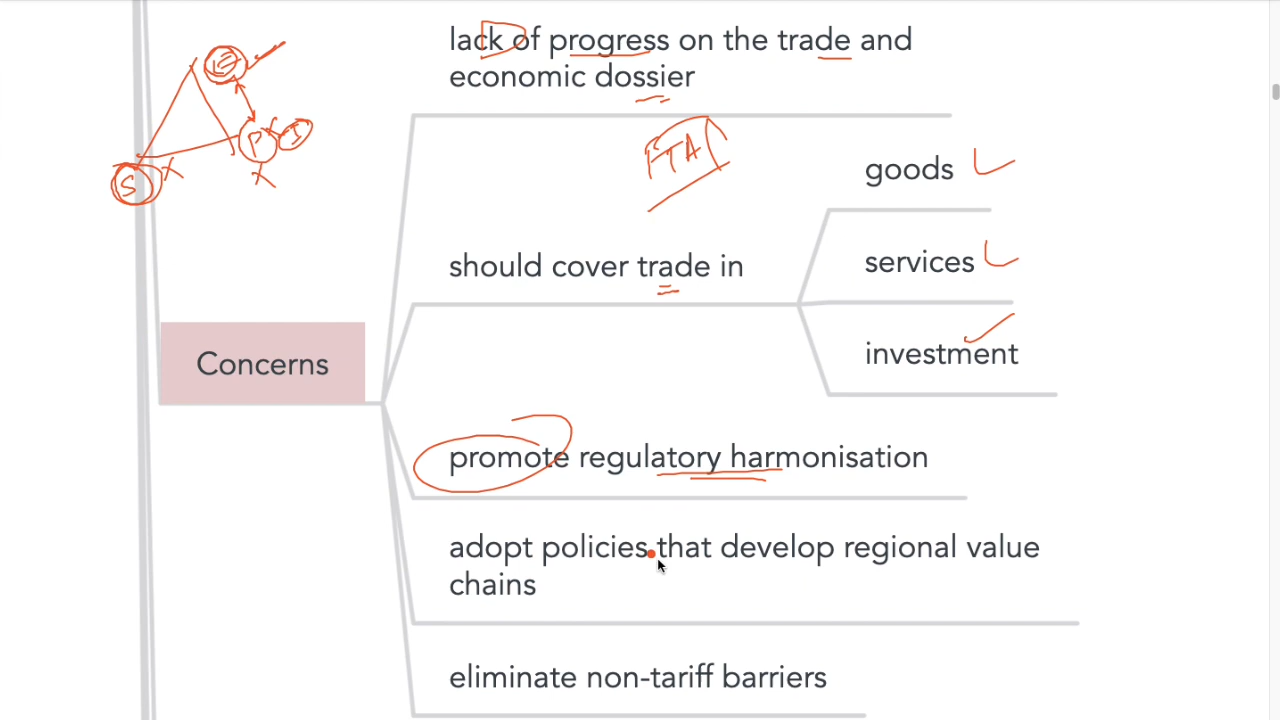 lack of progress on the trade and
economic dossier
E
P
I
S
X
X
FTA
goods
should cover trade in
services
investment
Concerns
promote regulatory harmonisation
adopt policies that develop regional value
chains
eliminate non-tariff barriers